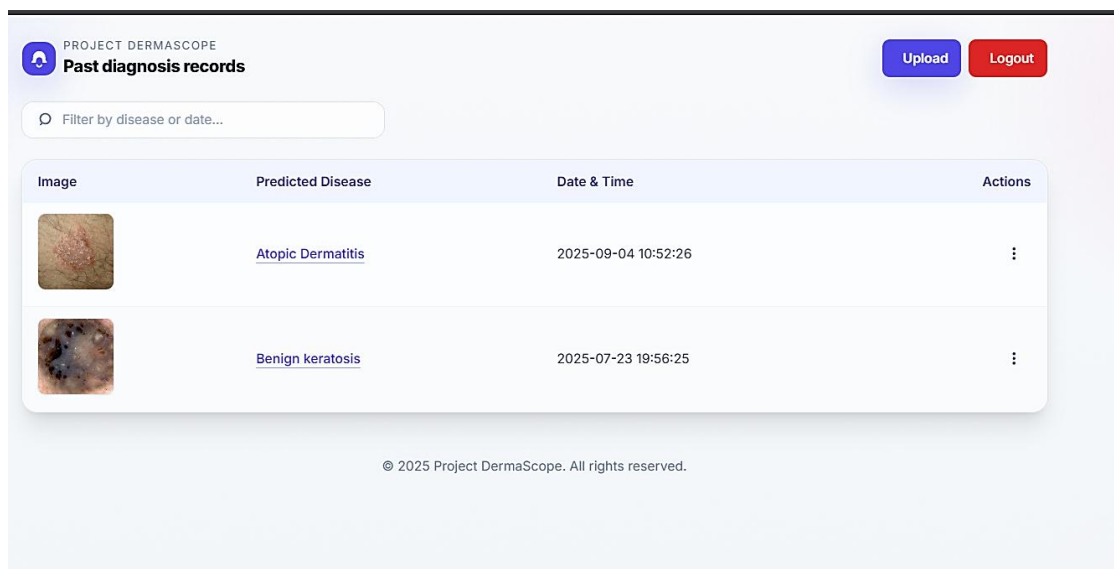 PROJECT DERMASCOPE
Past diagnosis records
Upload
Logout
Filter by disease or date...
Image Predicted Disease Date & Time Actions
Atopic Dermatitis 2025-09-04 10:52:26
Benign keratosis 2025-07-23 19:56:25
© 2025 Project DermaScope. All rights reserved.